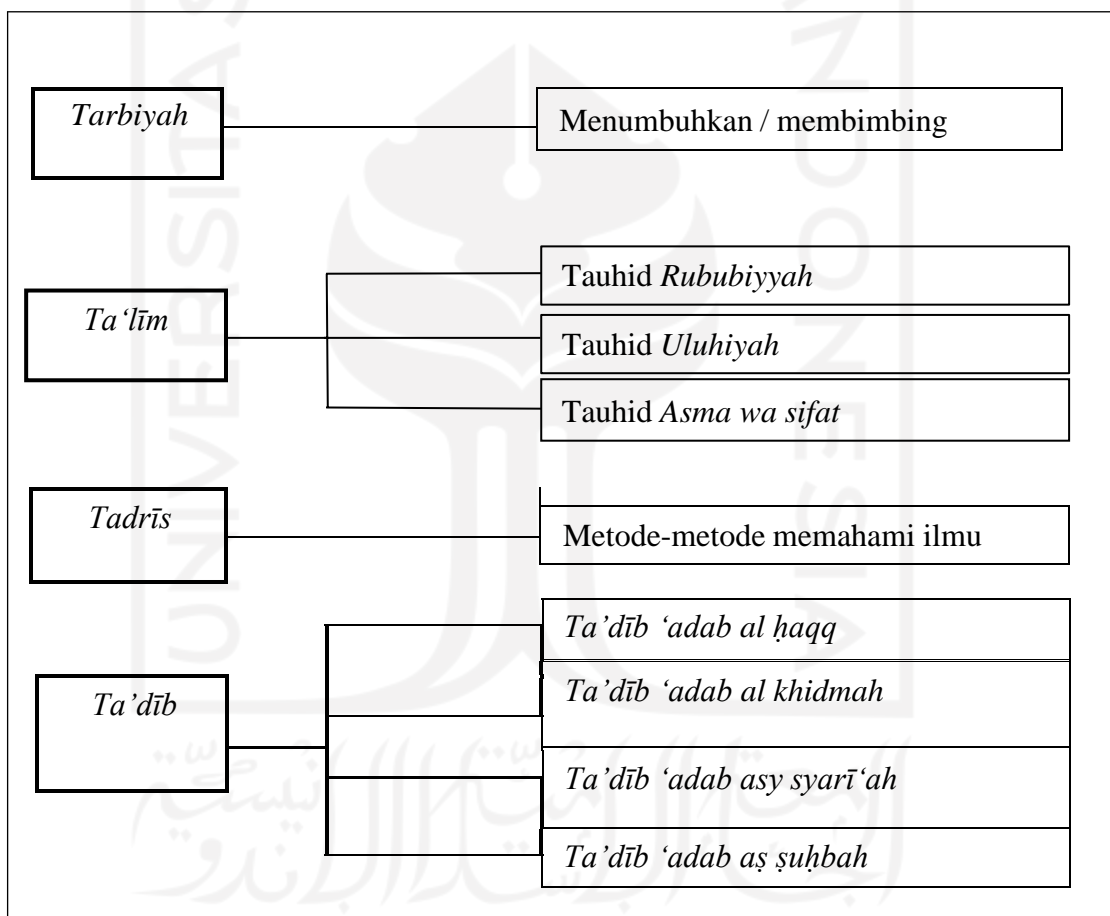 Tarbiyah
Menumbuhkan / membimbing
Ta‘līm
Tauhid Rububiyyah
Tauhid Uluhiyah
Tauhid Asma wa sifat
Tadrīs
Metode-metode memahami ilmu
Ta’dīb
Ta’dīb ‘adab al ḥaqq
Ta’dīb ‘adab al khidmah
Ta’dīb ‘adab asy syarī‘ah
Ta’dīb ‘adab aṣ ṣuḥbah